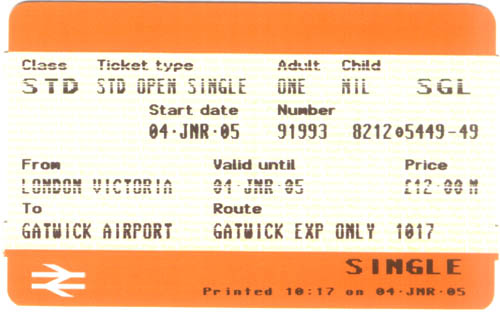 Class Ticket type Adult Child
STD STD OPEN SINGLE ONE NIL SGL
Start date Number
04·JNR·05 91993 8212⊙5449-49
From Valid until Price
LONDON VICTORIA 04·JNR·05 £12·00M
To Route
GATWICK AIRPORT GATWICK EXP ONLY 1017
SINGLE
Printed 10:17 on 04·JNR·05